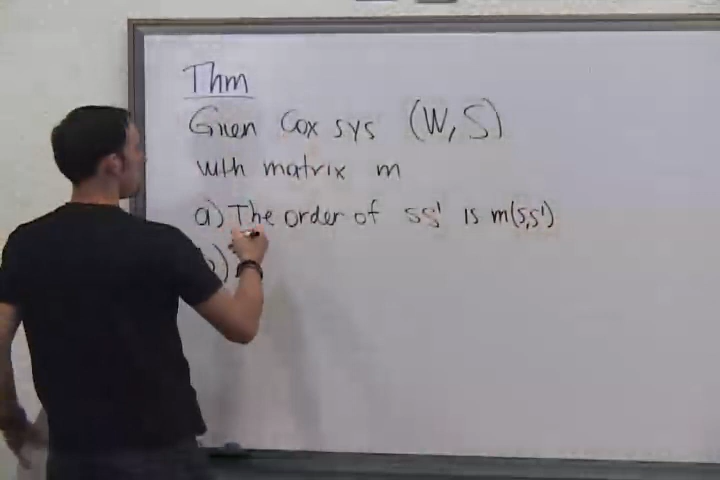 Thm
Given Cox sys (W, S)
with matrix m
a) The order of ss' is m(s,s')
b)